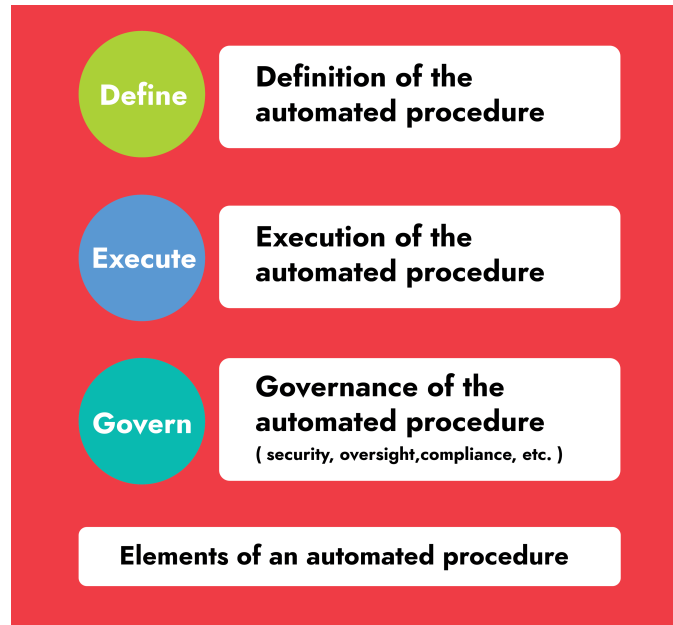 Define
Definition of the
automated procedure
Execute
Execution of the
automated procedure
Govern
Governance of the
automated procedure
( security, oversight,compliance, etc. )
Elements of an automated procedure